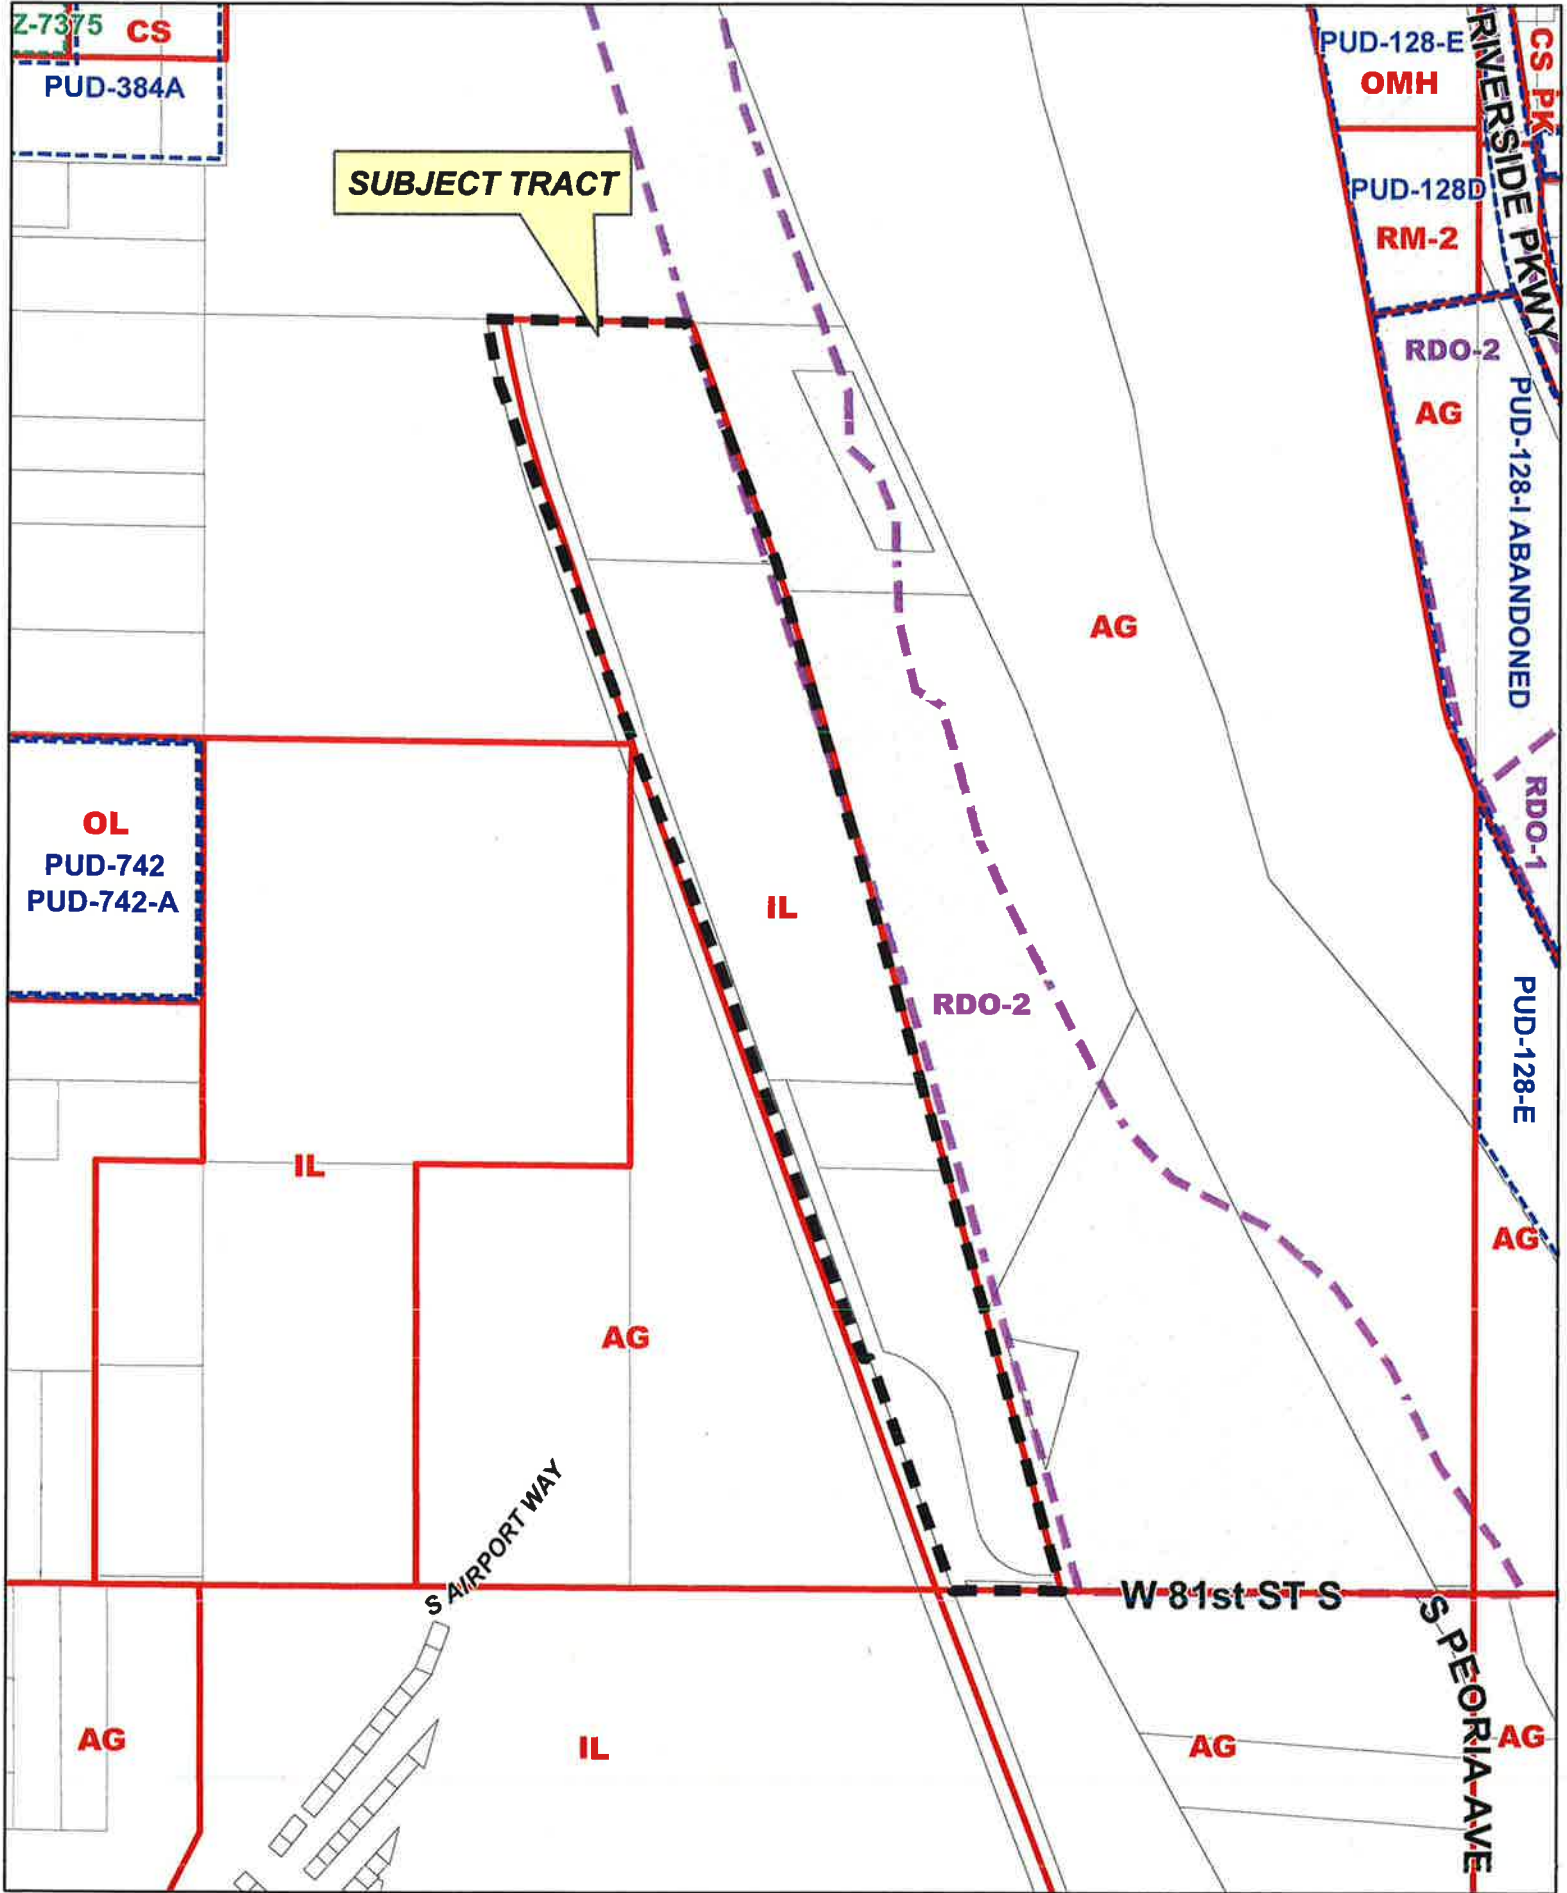 Z-7375
CS
PUD-384A
SUBJECT TRACT
PUD-128-E
OMH
RIVERSIDE PKWY
CS
PK
PUD-128D
RM-2
RDO-2
AG
PUD-128-I ABANDONED
AG
RDO-1
OL
PUD-742
PUD-742-A
IL
RDO-2
PUD-128-E
IL
AG
AG
S AIRPORT WAY
W 81st ST S
S PEORIA AVE
AG
IL
AG
AG